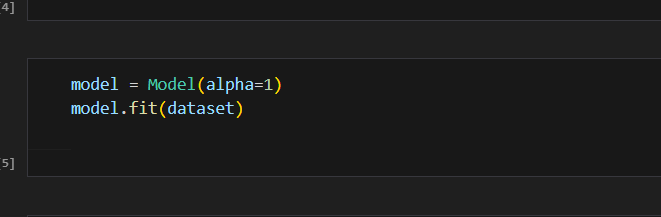 [4]
model = Model(alpha=1)
model.fit(dataset)
[5]